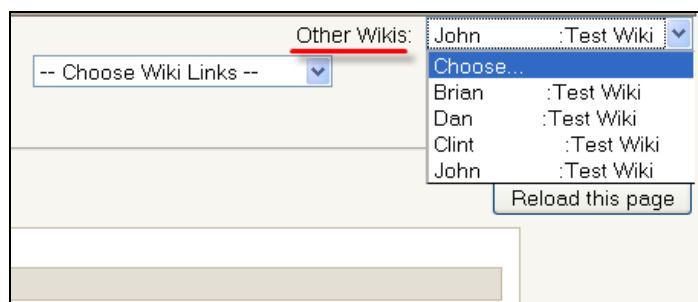 Other Wikis: John :Test Wiki
-- Choose Wiki Links -- Choose...
Brian :Test Wiki
Dan :Test Wiki
Clint :Test Wiki
John :Test Wiki
Reload this page